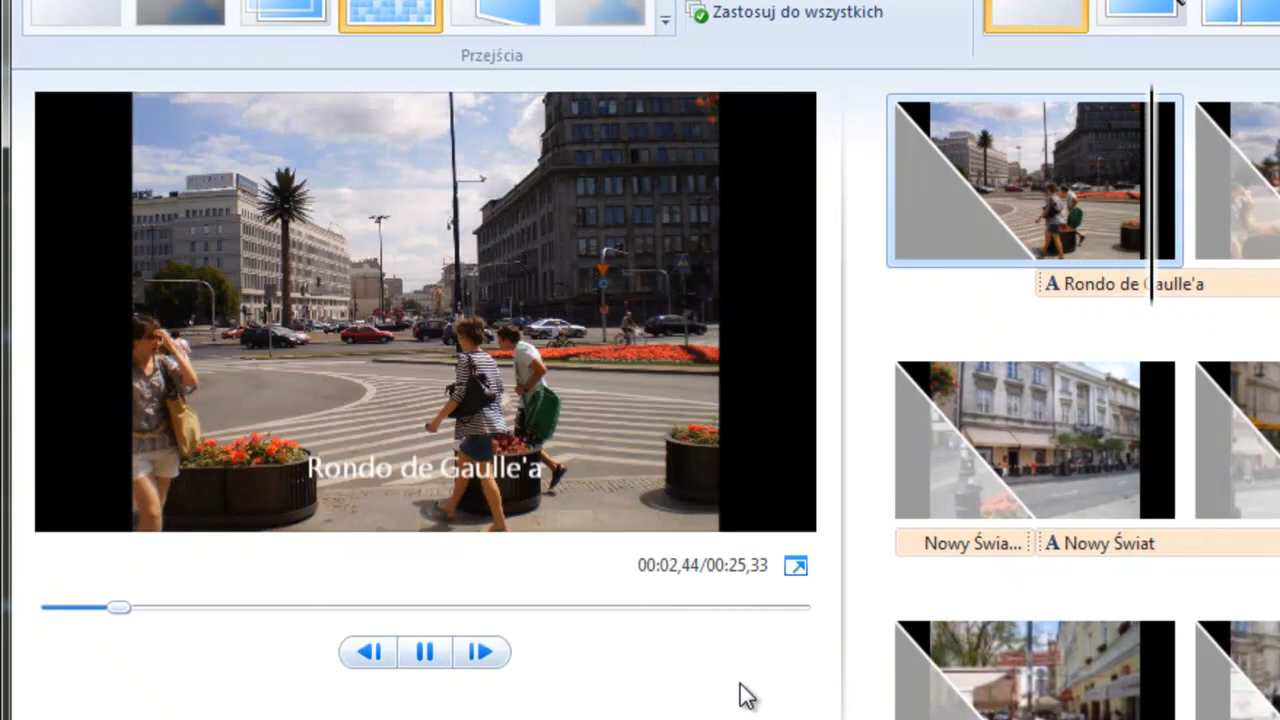 Zastosuj do wszystkich
Przejścia
Rondo de Gaulle'a
00:02,44/00:25,33
A Rondo de Gaulle'a
Nowy Świa...
A Nowy Świat